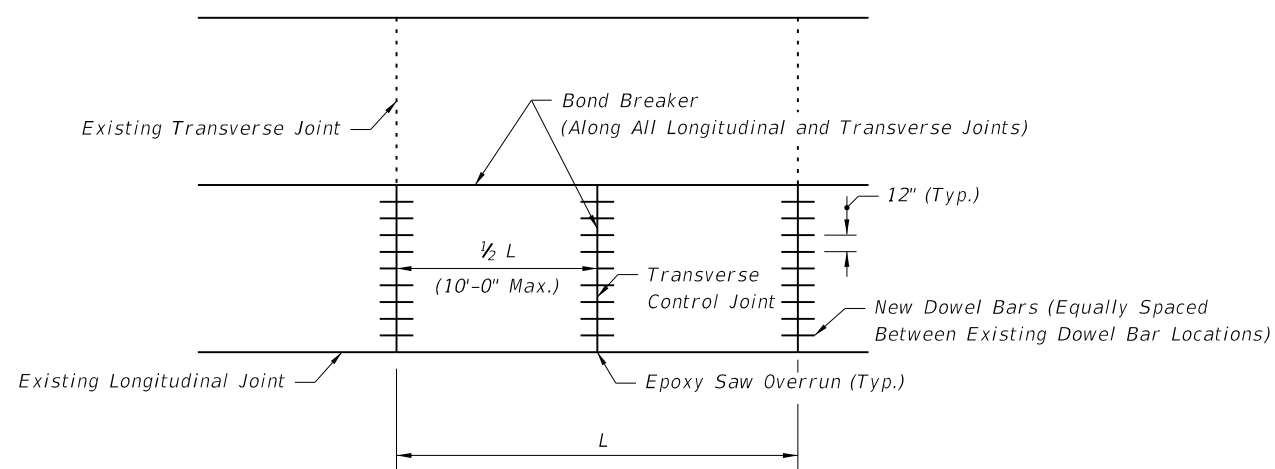 Bond Breaker
(Along All Longitudinal and Transverse Joints)
Existing Transverse Joint
12" (Typ.)
½ L
(10'-0" Max.)
Transverse
Control Joint
New Dowel Bars (Equally Spaced
Between Existing Dowel Bar Locations)
Existing Longitudinal Joint
Epoxy Saw Overrun (Typ.)
L